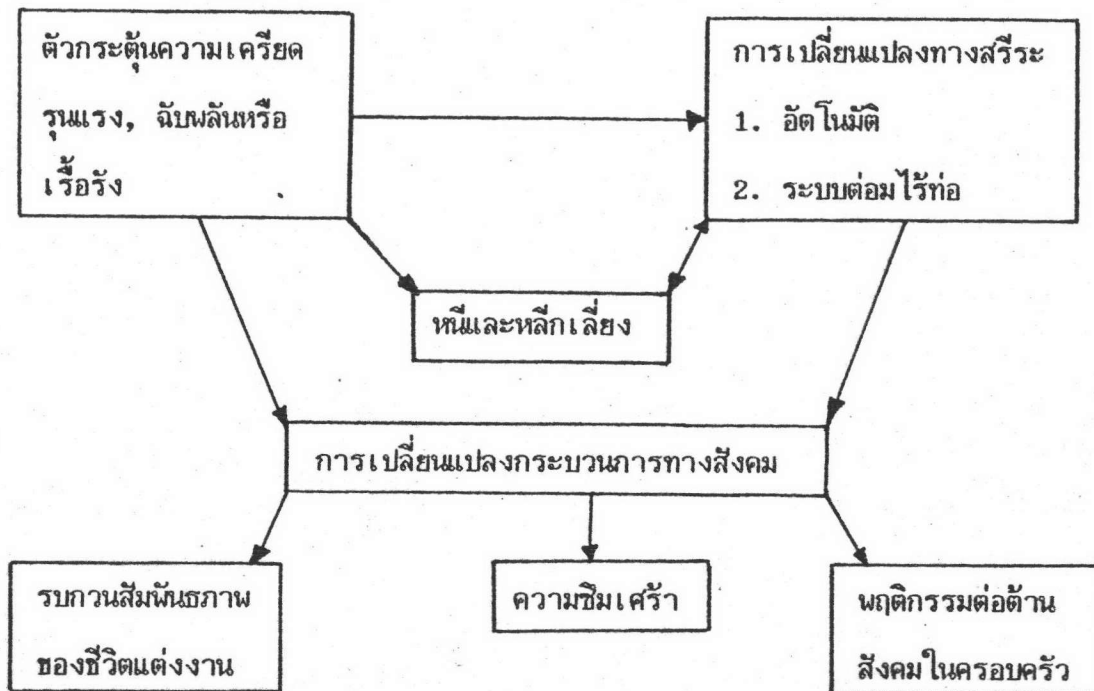 ตัวกระตุ้นความเครียด
รุนแรง, ฉับพลันหรือ
เรื้อรัง
การเปลี่ยนแปลงทางสรีระ
1. อัตโนมัติ
2. ระบบต่อมไร้ท่อ
หนีและหลีกเลี่ยง
การเปลี่ยนแปลงกระบวนการทางสังคม
รบกวนสัมพันธภาพ
ของชีวิตแต่งงาน
ความซึมเศร้า
พฤติกรรมต่อต้าน
สังคมในครอบครัว